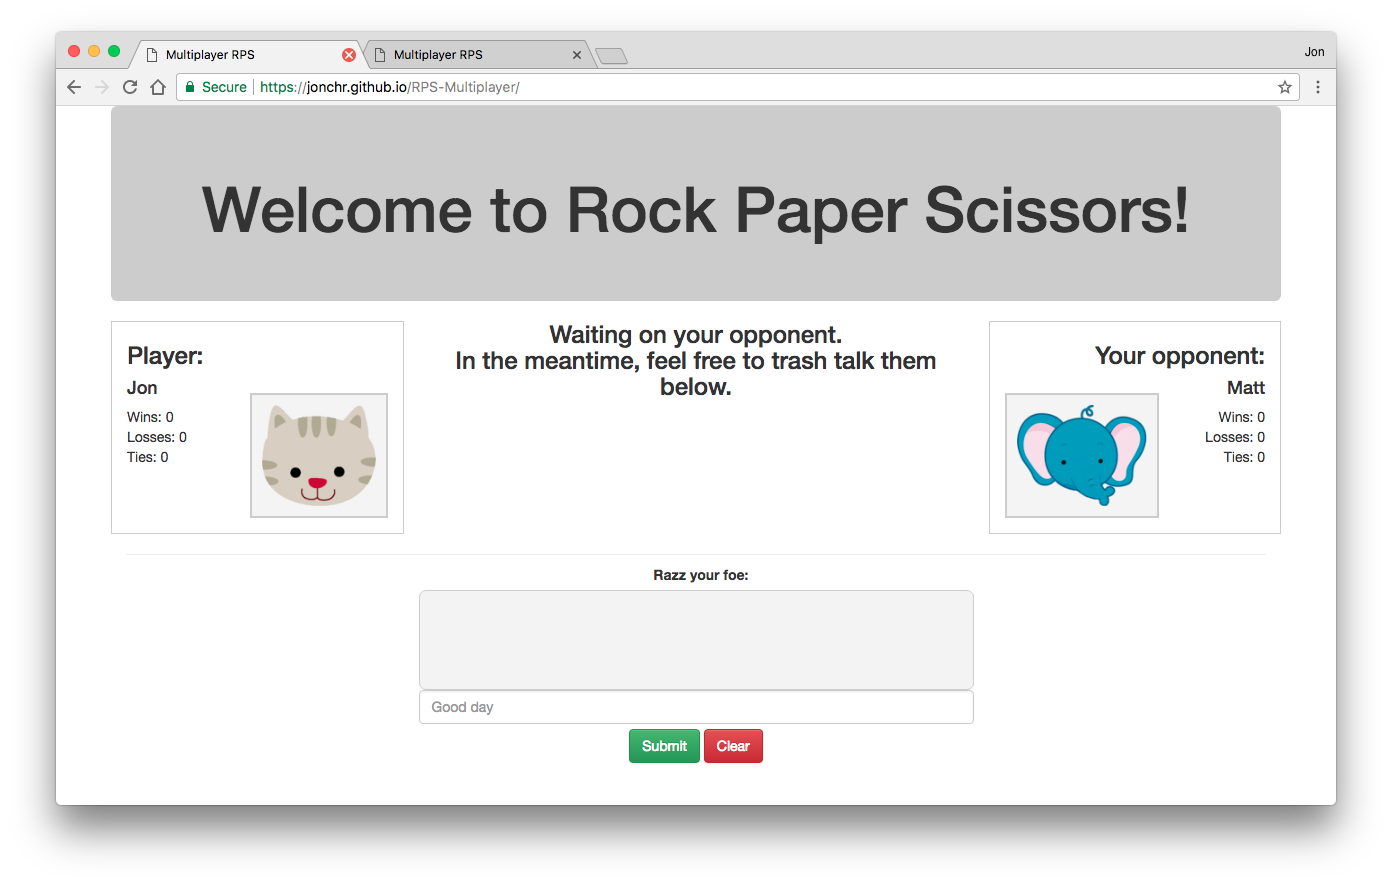 Multiplayer RPS
Multiplayer RPS
Jon
Secure
https://jonchr.github.io/RPS-Multiplayer/
Welcome to Rock Paper Scissors!
Player:
Jon
Wins: 0
Losses: 0
Ties: 0
Waiting on your opponent.
In the meantime, feel free to trash talk them
below.
Your opponent:
Matt
Wins: 0
Losses: 0
Ties: 0
Razz your foe:
Good day
Submit
Clear